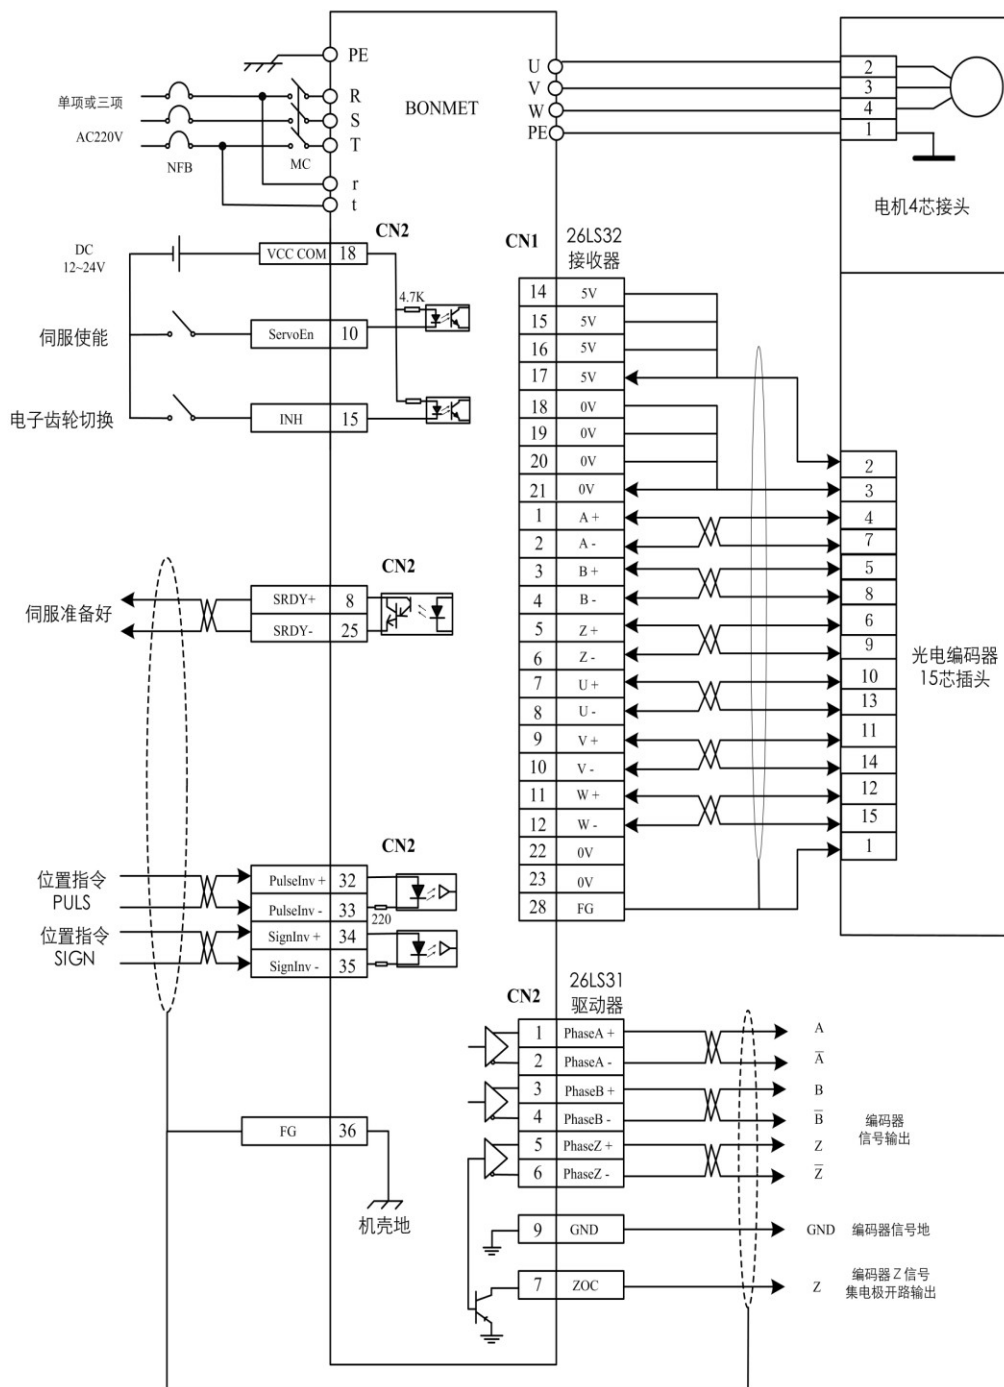 PE
R
S
T
r
t
单项或三项
AC220V
NFB
MC
BONMET
U
V
W
PE
2
3
4
1
电机4芯接头
CN2
DC
12~24V
VCC COM 18
4.7K
伺服使能
ServoEn 10
电子齿轮切换
INH 15
CN2
伺服准备好
SRDY+ 8
SRDY- 25
CN2
位置指令
PULS
PulseInv + 32
PulseInv - 33
220
位置指令
SIGN
SignInv + 34
SignInv - 35
FG 36
机壳地
CN1
26LS32
接收器
14 5V
15 5V
16 5V
17 5V
18 0V
19 0V
20 0V
21 0V
1 A +
2 A -
3 B +
4 B -
5 Z +
6 Z -
7 U +
8 U -
9 V +
10 V -
11 W +
12 W -
22 0V
23 0V
28 FG
2
3
4
7
5
8
6
9
10
13
11
14
12
15
1
光电编码器
15芯插头
CN2
26LS31
驱动器
1 PhaseA + A
2 PhaseA - A̅
3 PhaseB + B
4 PhaseB - B̅
5 PhaseZ + Z
6 PhaseZ - Z̅
编码器
信号输出
9 GND GND 编码器信号地
7 ZOC Z
编码器 Z 信号
集电极开路输出